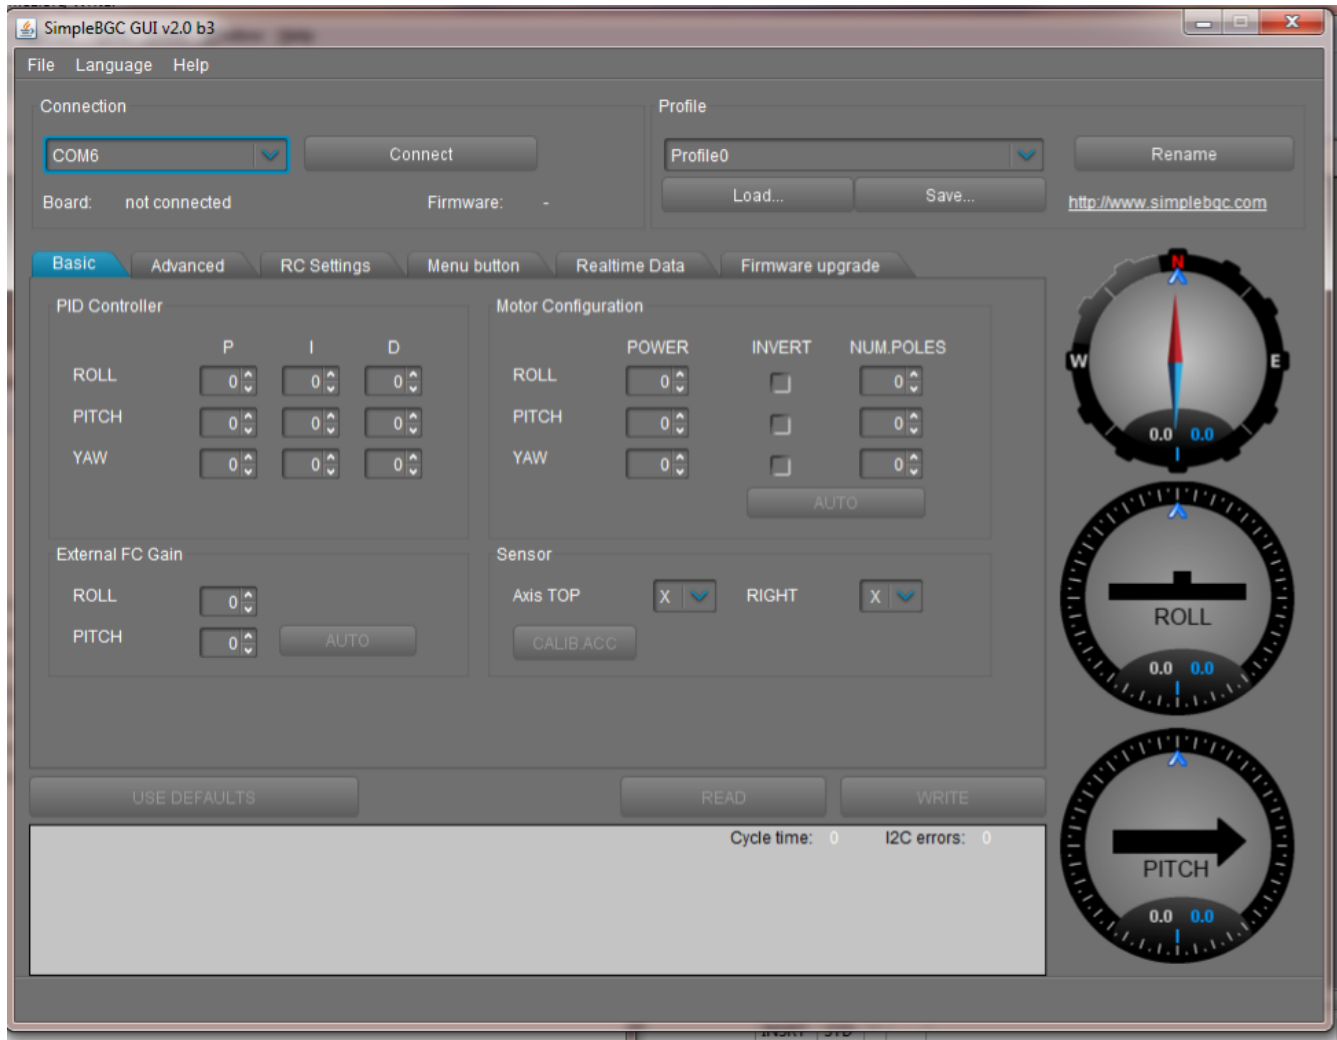 SimpleBGC GUI v2.0 b3
File Language Help
Connection
COM6
Connect
Board: not connected
Firmware: -
Profile
Profile0
Rename
Load...
Save...
http://www.simplebgc.com
Basic
Advanced
RC Settings
Menu button
Realtime Data
Firmware upgrade
PID Controller
P I D
ROLL 0 0 0
PITCH 0 0 0
YAW 0 0 0
Motor Configuration
POWER INVERT NUM.POLES
ROLL 0 0
PITCH 0 0
YAW 0 0
AUTO
External FC Gain
ROLL 0
PITCH 0 AUTO
Sensor
Axis TOP X RIGHT X
CALIB.ACC
USE DEFAULTS
READ
WRITE
Cycle time: 0 I2C errors: 0
N
W E
0.0 0.0
ROLL
0.0 0.0
PITCH
0.0 0.0